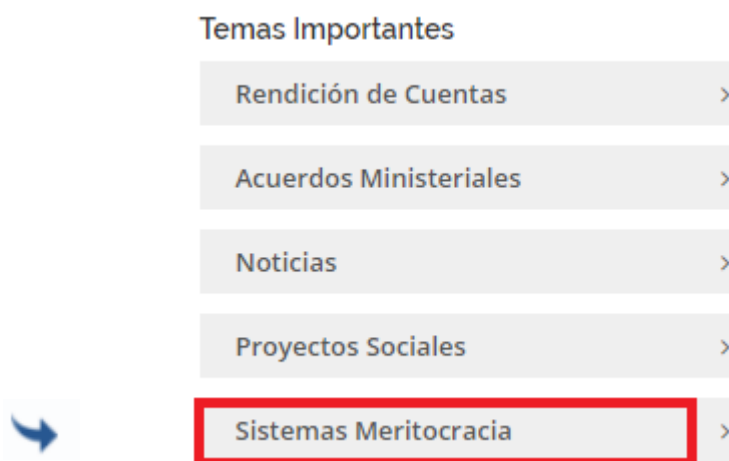 Temas Importantes
Rendición de Cuentas
Acuerdos Ministeriales
Noticias
Proyectos Sociales
Sistemas Meritocracia